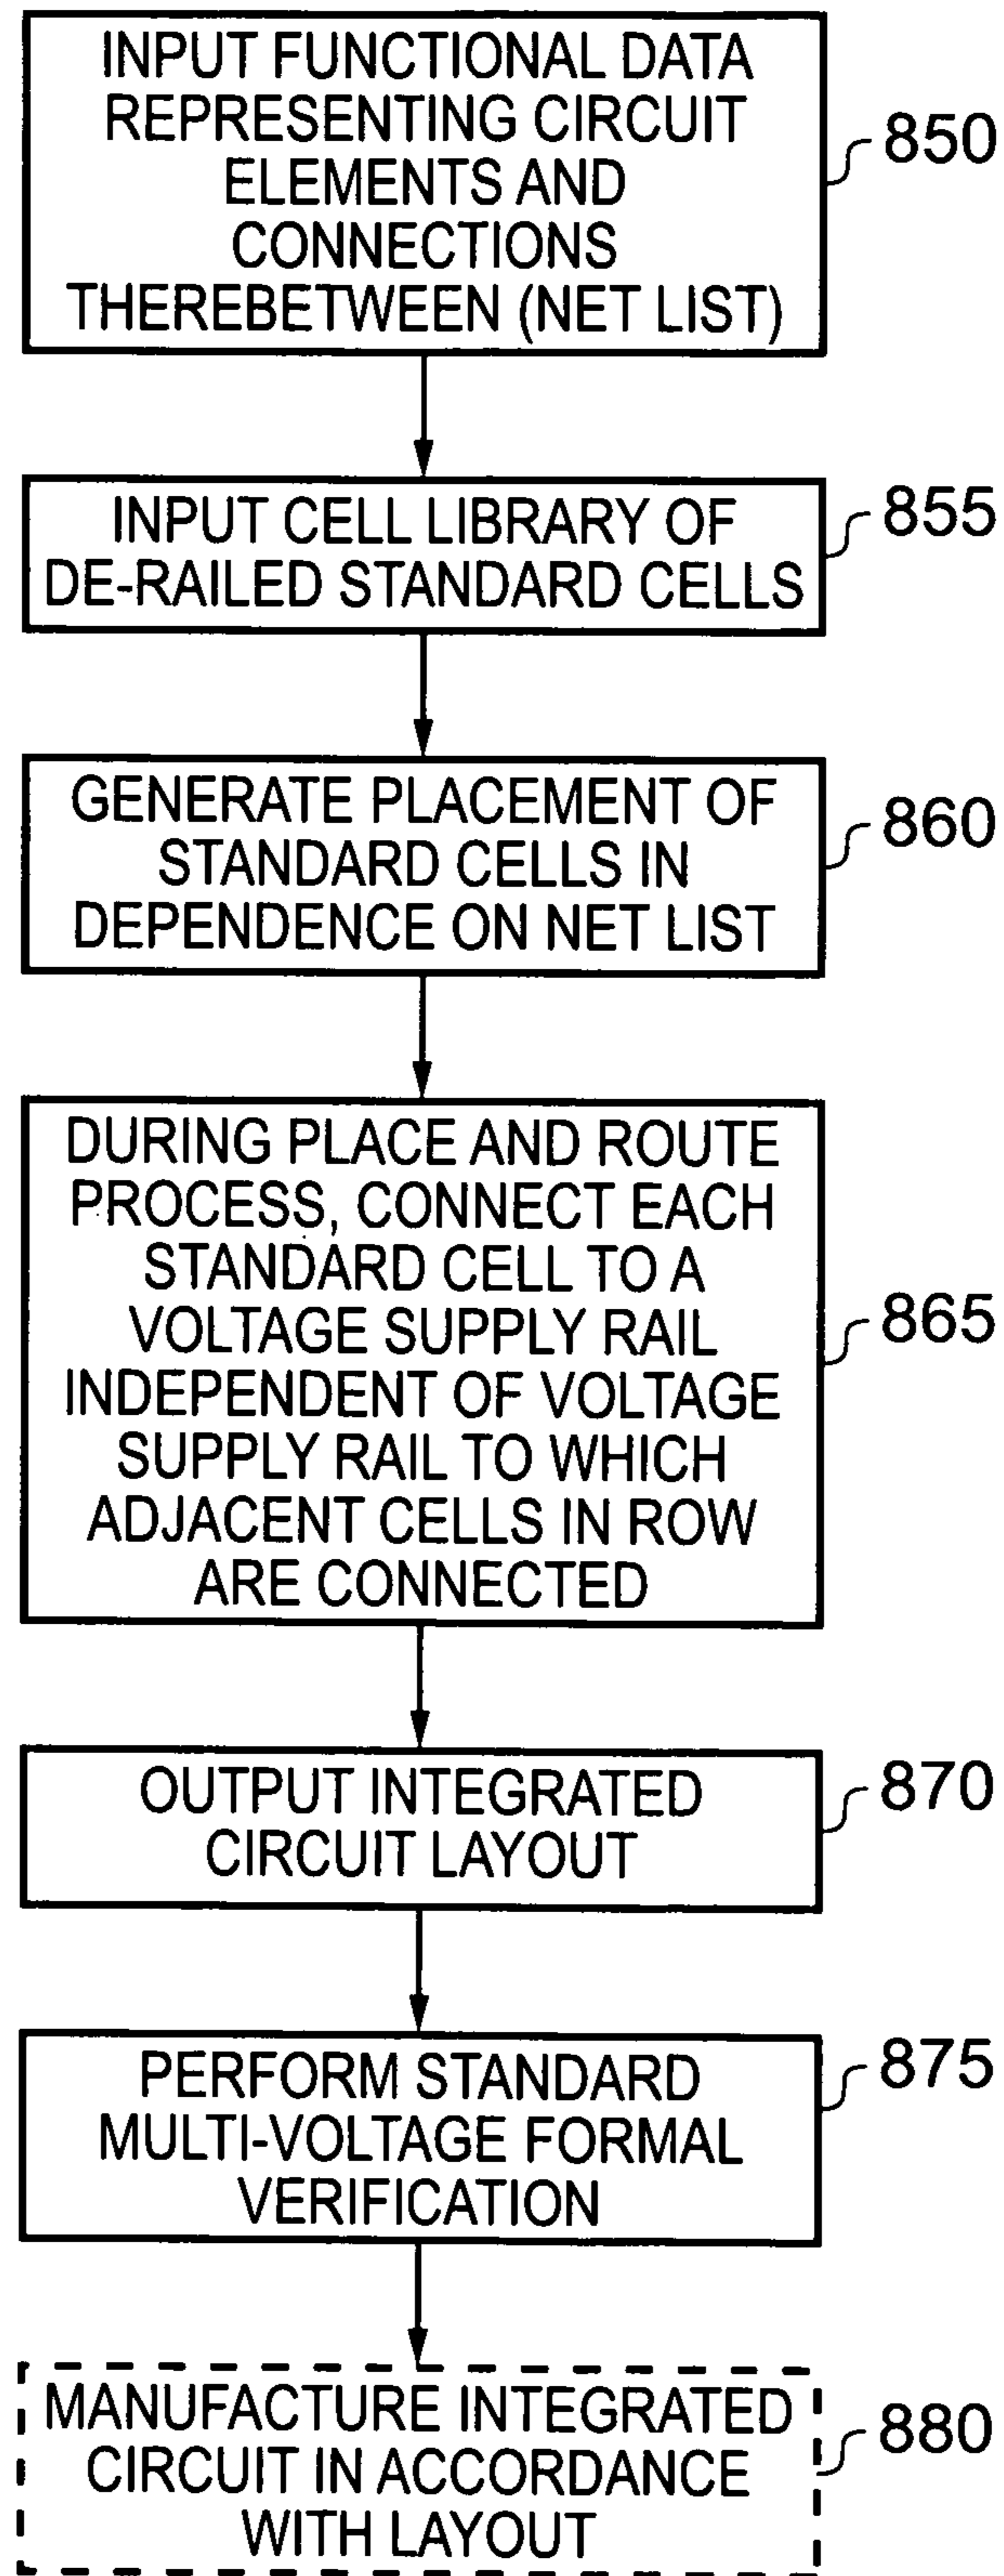 INPUT FUNCTIONAL DATA
REPRESENTING CIRCUIT
ELEMENTS AND
CONNECTIONS
THEREBETWEEN (NET LIST)
850
INPUT CELL LIBRARY OF
DE-RAILED STANDARD CELLS
855
GENERATE PLACEMENT OF
STANDARD CELLS IN
DEPENDENCE ON NET LIST
860
DURING PLACE AND ROUTE
PROCESS, CONNECT EACH
STANDARD CELL TO A
VOLTAGE SUPPLY RAIL
INDEPENDENT OF VOLTAGE
SUPPLY RAIL TO WHICH
ADJACENT CELLS IN ROW
ARE CONNECTED
865
OUTPUT INTEGRATED
CIRCUIT LAYOUT
870
PERFORM STANDARD
MULTI-VOLTAGE FORMAL
VERIFICATION
875
MANUFACTURE INTEGRATED
CIRCUIT IN ACCORDANCE
WITH LAYOUT
880